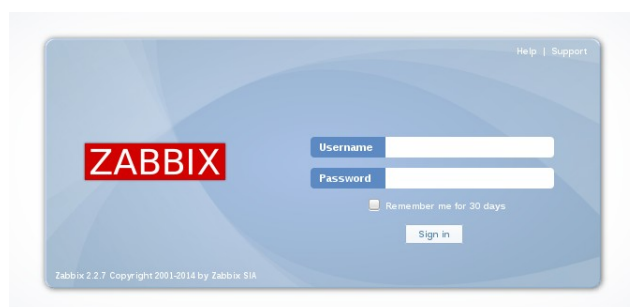 Help | Support
ZABBIX
Username
Password
Remember me for 30 days
Sign in
Zabbix 2.2.7 Copyright 2001-2014 by Zabbix SIA